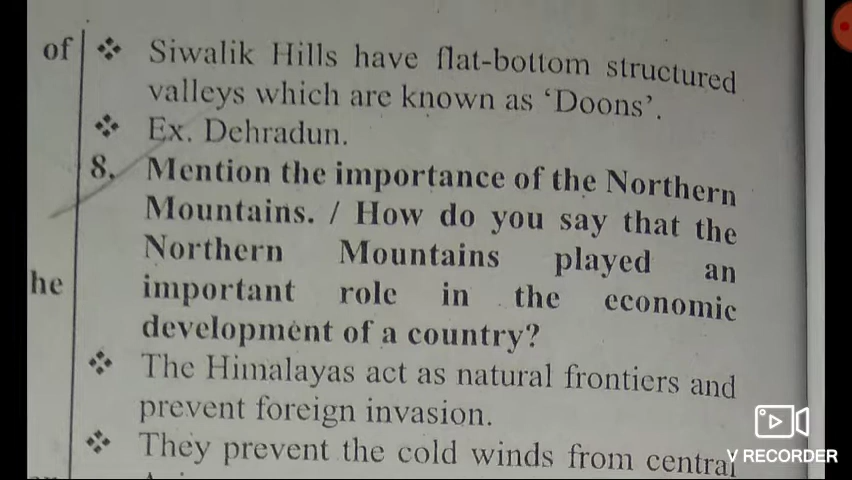 of
❖ Siwalik Hills have flat-bottom structured
valleys which are known as ‘Doons’.
❖ Ex. Dehradun.
8. Mention the importance of the Northern
Mountains. / How do you say that the
Northern Mountains played an
he
important role in the economic
development of a country?
❖ The Himalayas act as natural frontiers and
prevent foreign invasion.
❖ They prevent the cold winds from central
V RECORDER